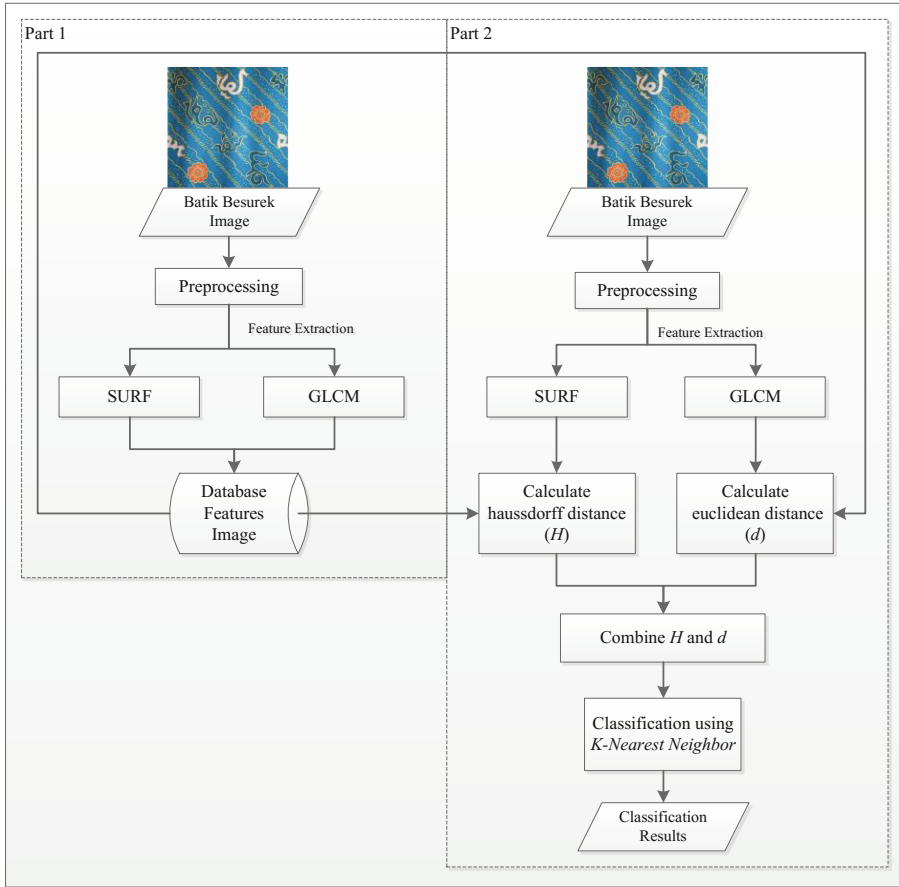 Part 1
Batik Besurek
Image
Preprocessing
Feature Extraction
SURF
GLCM
Database
Features
Image
Part 2
Batik Besurek
Image
Preprocessing
Feature Extraction
SURF
GLCM
Calculate
haussdorff distance
(H)
Calculate
euclidean distance
(d)
Combine H and d
Classification using
K-Nearest Neighbor
Classification
Results